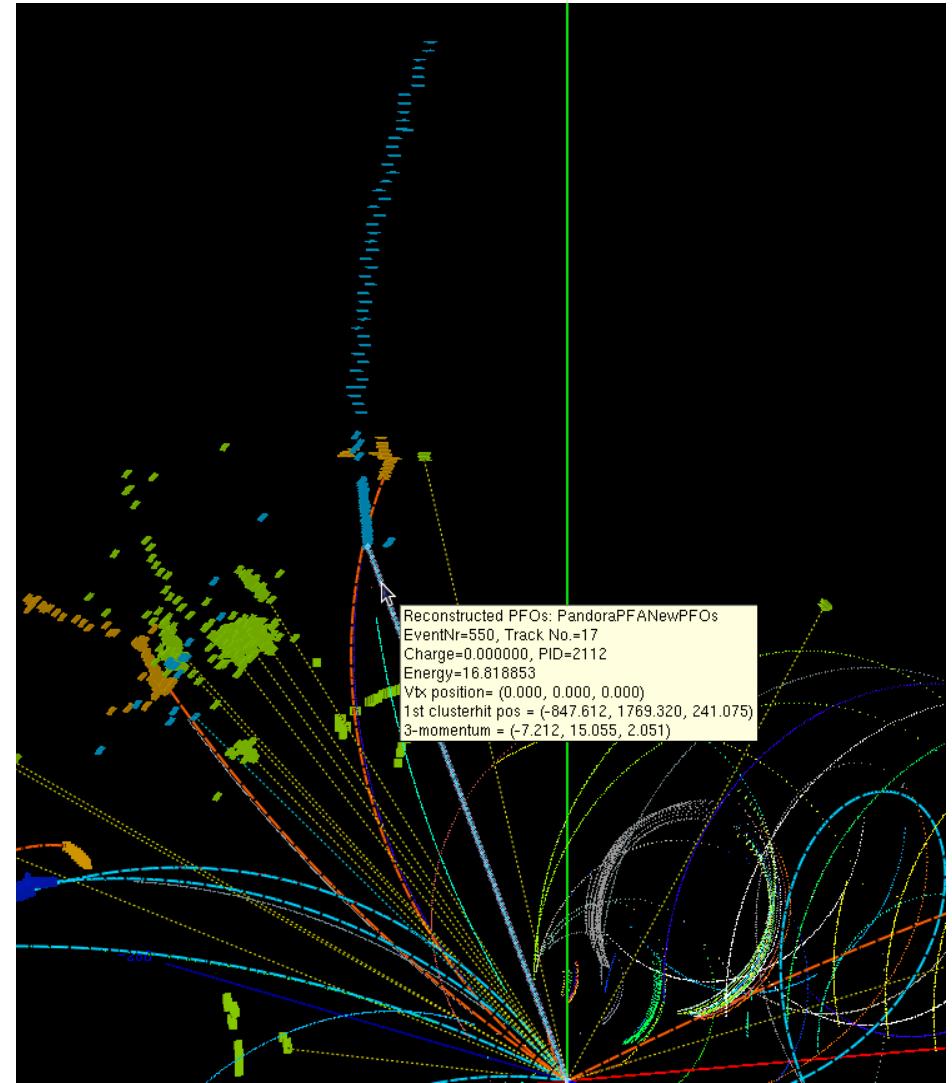 Reconstructed PFOs: PandoraPFANewPFOs
EventNr=550, Track No.=17
Charge=0.000000, PID=2112
Energy=16.818853
Vtx position= (0.000, 0.000, 0.000)
1st clusterhit pos = (-847.612, 1769.320, 241.075)
3-momentum = (-7.212, 15.055, 2.051)